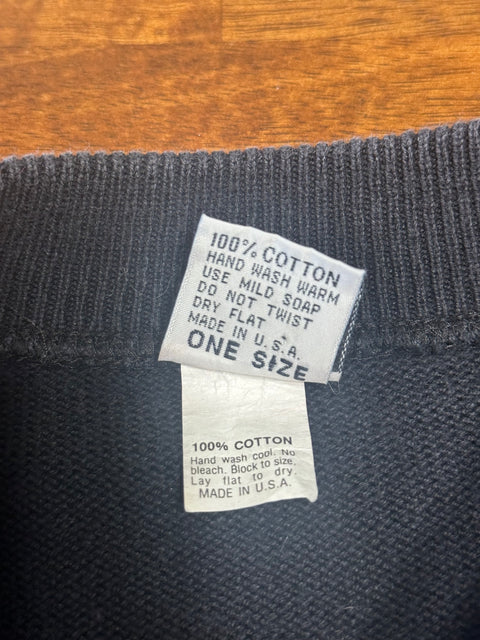 100% COTTON
HAND WASH WARM
USE MILD SOAP
DO NOT TWIST
DRY FLAT
MADE IN U.S.A.
ONE SIZE
100% COTTON
Hand wash cool. No
bleach. Block to size.
Lay flat to dry.
MADE IN U.S.A.